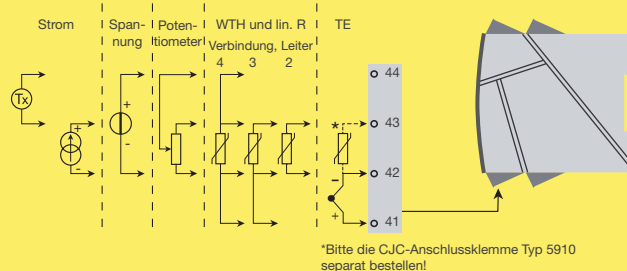 Strom
Span-
nung
Poten-
tiometer
WTH und lin. R
Verbindung, Leiter
4 3 2
TE
Tx
+
-
+
-
*
−
+
44
43
42
41
*Bitte die CJC-Anschlussklemme Typ 5910
separat bestellen!